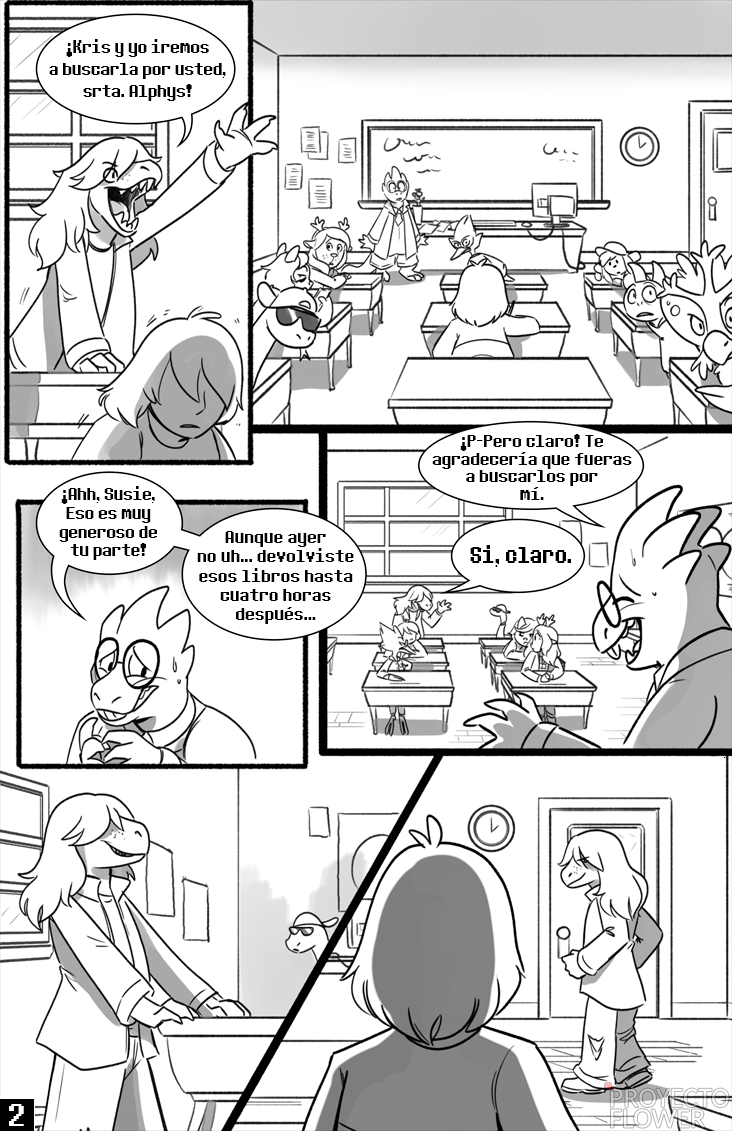 ¡Kris y yo iremos
a buscarla por usted,
srta. Alphys!
¡Ahh, Susie,
Eso es muy
generoso de
tu parte!
Aunque ayer
no uh... devolviste
esos libros hasta
cuatro horas
después...
¡P-Pero claro! Te
agradecería que fueras
a buscarlos por
mí.
Si, claro.
2
PROYECTO
FLOWER